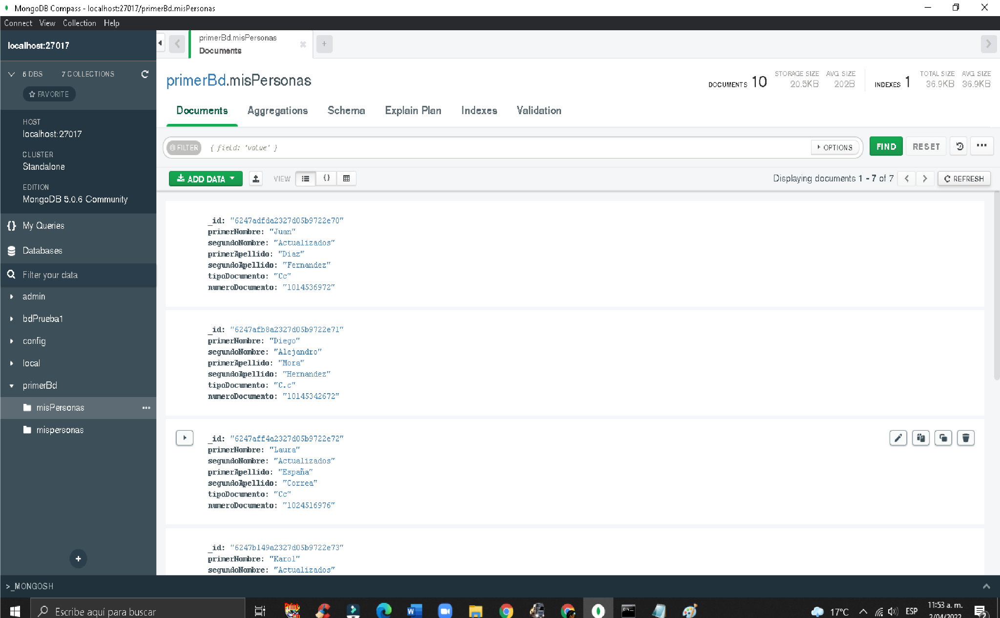 MongoDB Compass - localhost:27017/primerBd.misPersonas
Connect View Collection Help
localhost:27017
5 DBS 7 COLLECTIONS
FAVORITE
HOST
localhost:27017
CLUSTER
Standalone
EDITION
MongoDB 5.0.6 Community
{} My Queries
Databases
Filter your data
admin
bdPrueba1
config
local
primerBd
misPersonas
mispersonas
+
primerBd.misPersonas
Documents
+
primerBd.misPersonas
DOCUMENTS 10
STORAGE SIZE 20.5KB
AVG. SIZE 202B
INDEXES 1
TOTAL SIZE 36.9KB
AVG. SIZE 36.9KB
Documents Aggregations Schema Explain Plan Indexes Validation
FILTER { field: 'value' } OPTIONS FIND RESET
ADD DATA VIEW {} Displaying documents 1 - 7 of 7 REFRESH
_id: "6247adfda2327d05b9722e70"
primerNombre: "Juan"
segundoNombre: "Actualizados"
primerApellido: "Diaz"
segundoApellido: "Fernandez"
tipoDocumento: "Cc"
numeroDocumento: "1014536972"
_id: "6247afb8a2327d05b9722e71"
primerNombre: "Diego"
segundoNombre: "Alejandro"
primerApellido: "Mora"
segundoApellido: "Hernandez"
tipoDocumento: "C.c"
numeroDocumento: "10145342672"
_id: "6247aff4a2327d05b9722e72"
primerNombre: "Laura"
segundoNombre: "Actualizados"
primerApellido: "España"
segundoApellido: "Correa"
tipoDocumento: "Cc"
numeroDocumento: "1024516976"
_id: "6247b149a2327d05b9722e73"
primerNombre: "Karol"
segundoNombre: "Actualizados"
>_MONGOSH
Escribe aquí para buscar
17°C
ESP
11:53 a. m.
2/04/2022
2